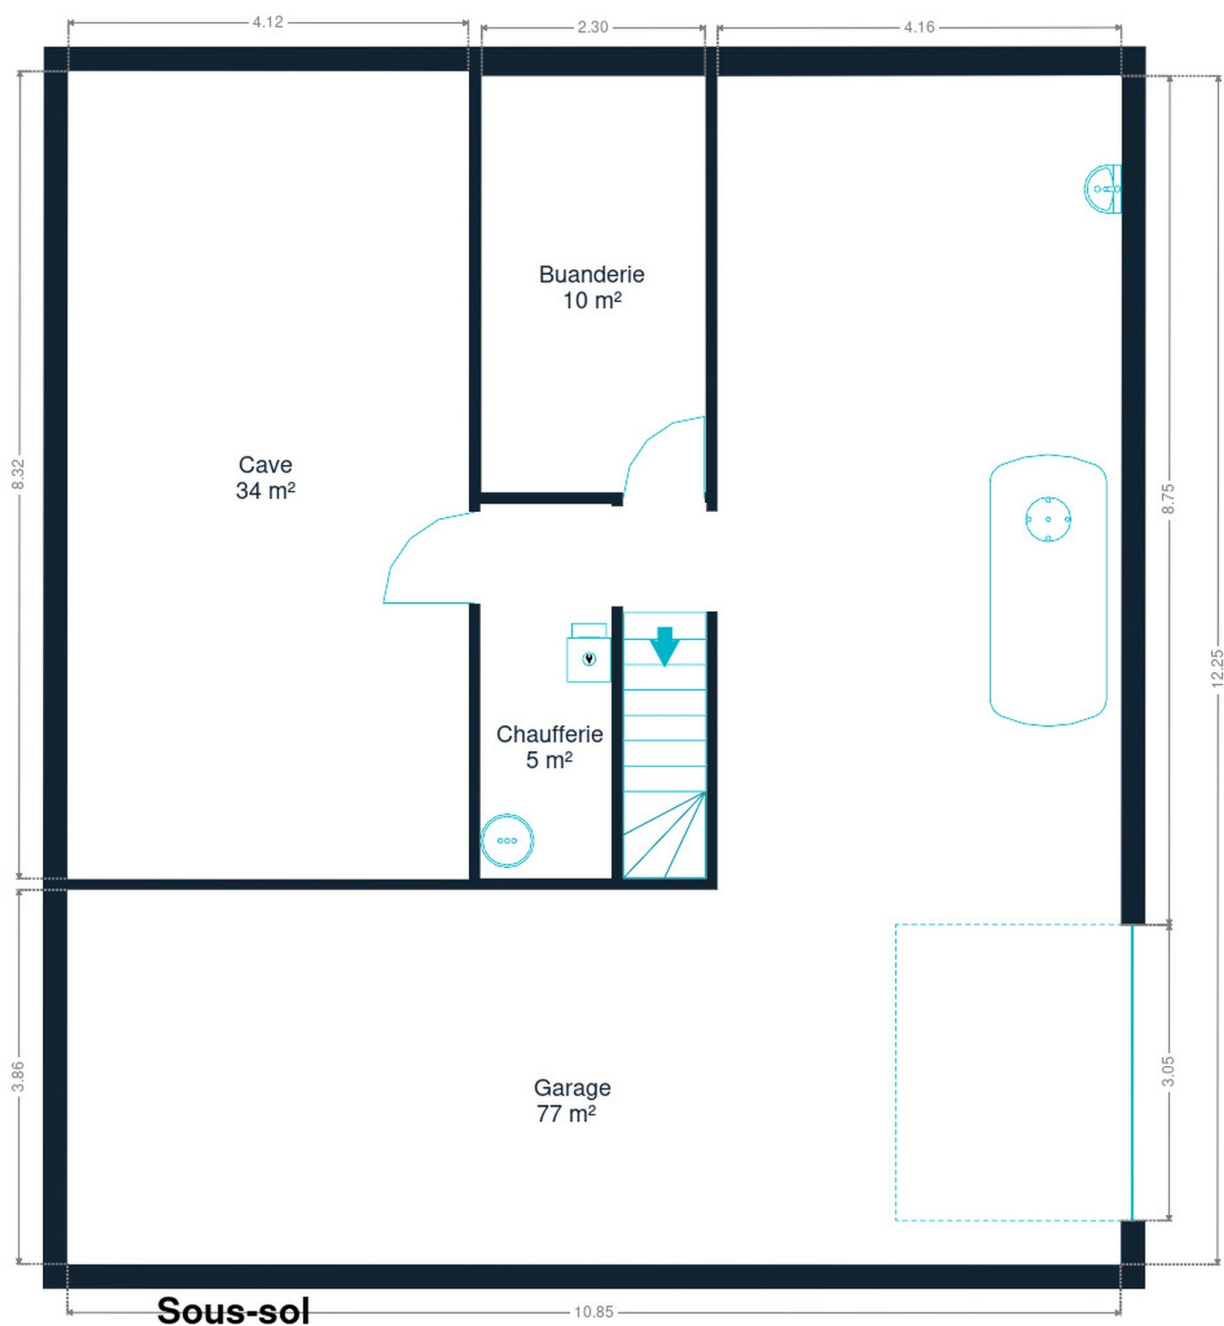 4.12
2.30
4.16
Buanderie
10 m²
Cave
34 m²
8.32
8.75
12.25
Chaufferie
5 m²
Garage
77 m²
3.86
3.05
Sous-sol
10.85